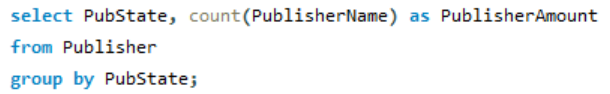 select PubState, count(PublisherName) as PublisherAmount
from Publisher
group by PubState;